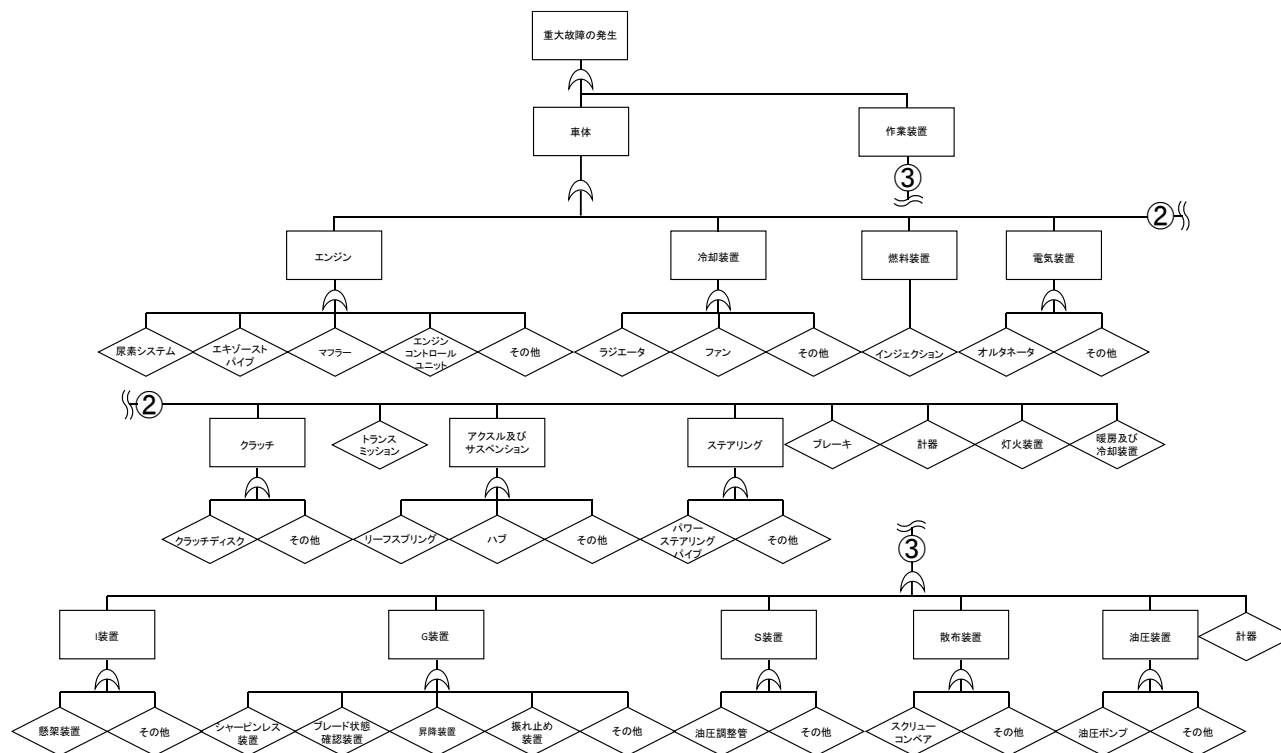 重大故障の発生
車体
作業装置
③
②
エンジン
冷却装置
燃料装置
電気装置
尿素システム
エキゾースト
パイプ
マフラー
エンジン
コントロール
ユニット
その他
ラジエータ
ファン
その他
インジェクション
オルタネータ
その他
②
クラッチ
トランス
ミッション
アクスル及び
サスペンション
ステアリング
ブレーキ
計器
灯火装置
暖房及び
冷却装置
クラッチディスク
その他
リーフスプリング
ハブ
その他
パワー
ステアリング
パイプ
その他
③
I装置
G装置
S装置
散布装置
油圧装置
計器
懸架装置
その他
シャーピンレス
装置
ブレード状態
確認装置
昇降装置
振れ止め
装置
その他
油圧調整管
その他
スクリュー
コンベア
その他
油圧ポンプ
その他